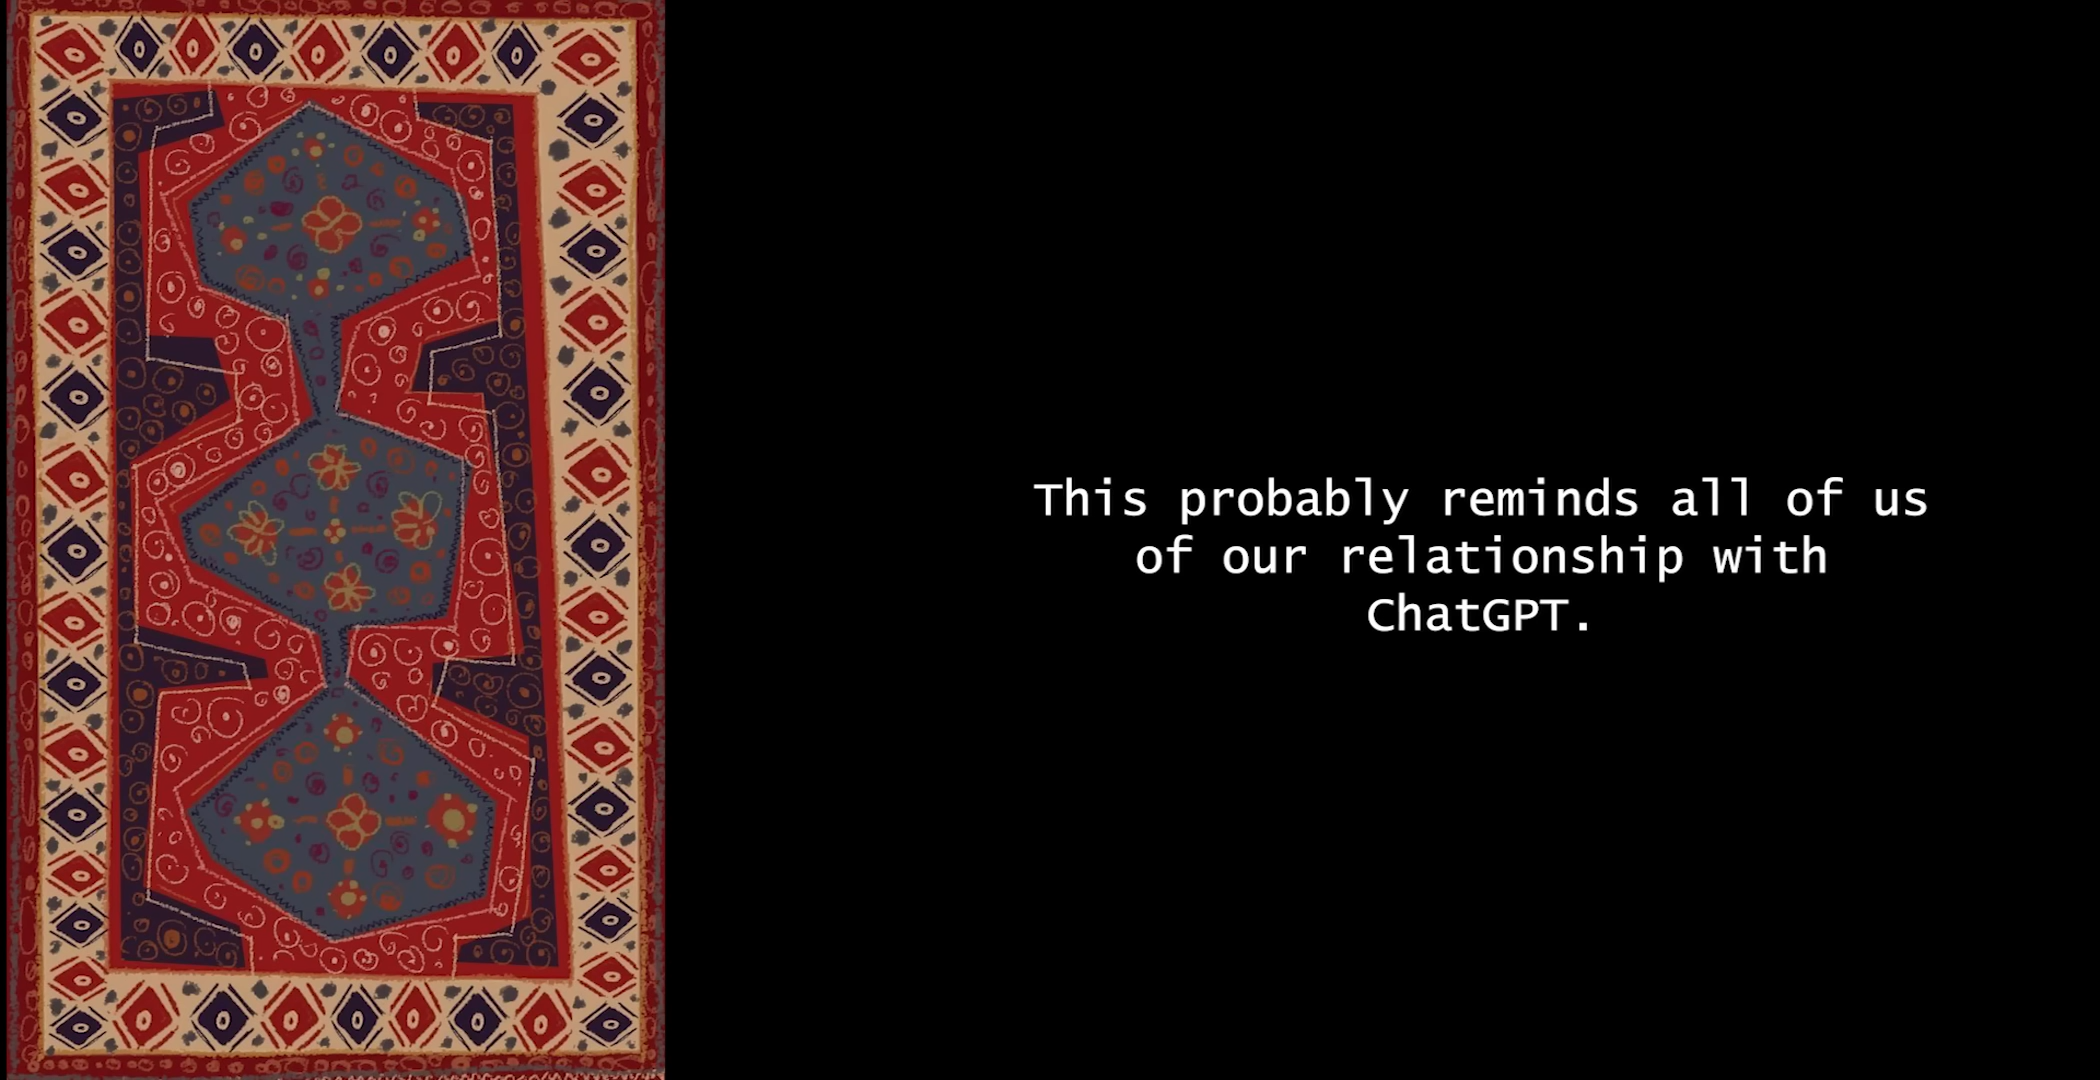 This probably reminds all of us
of our relationship with
ChatGPT.